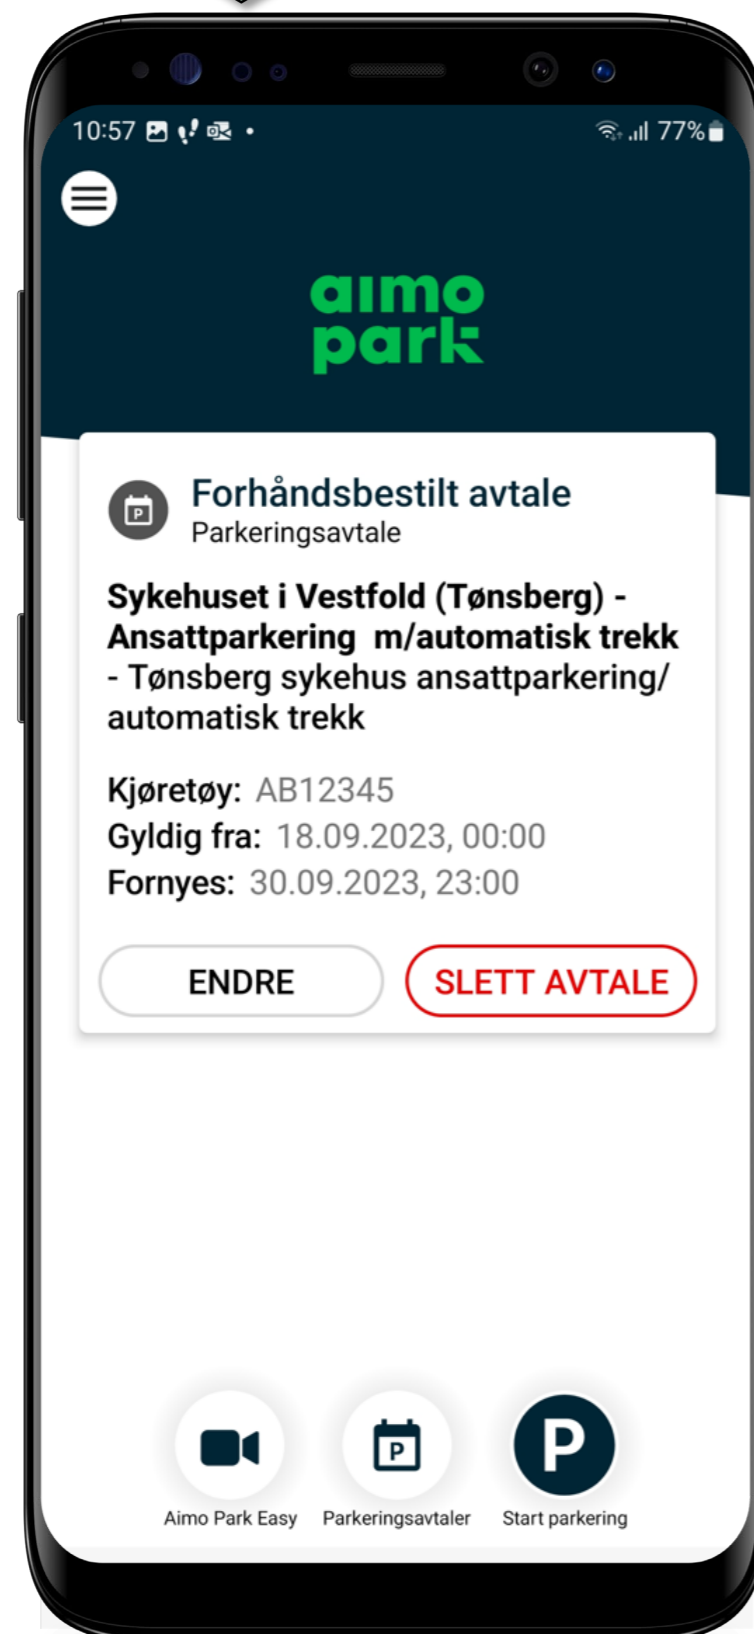 10:57
77%
aimo
park
Forhåndsbestilt avtale
Parkeringsavtale
Sykehuset i Vestfold (Tønsberg) -
Ansattparkering m/automatisk trekk
- Tønsberg sykehus ansattparkering/
automatisk trekk
Kjøretøy: AB12345
Gyldig fra: 18.09.2023, 00:00
Fornyes: 30.09.2023, 23:00
ENDRE
SLETT AVTALE
P
P
P
Aimo Park Easy
Parkeringsavtaler
Start parkering